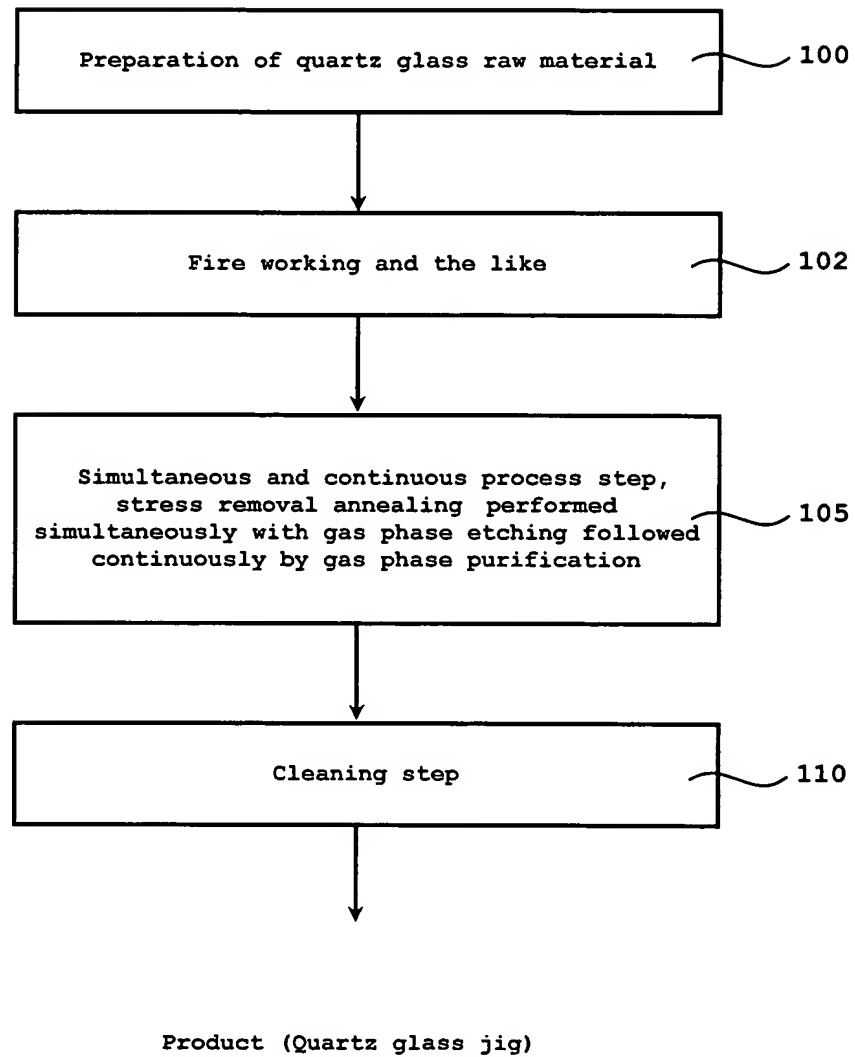 Preparation of quartz glass raw material 100
Fire working and the like 102
Simultaneous and continuous process step,
stress removal annealing performed
simultaneously with gas phase etching followed
continuously by gas phase purification
105
Cleaning step 110
Product (Quartz glass jig)